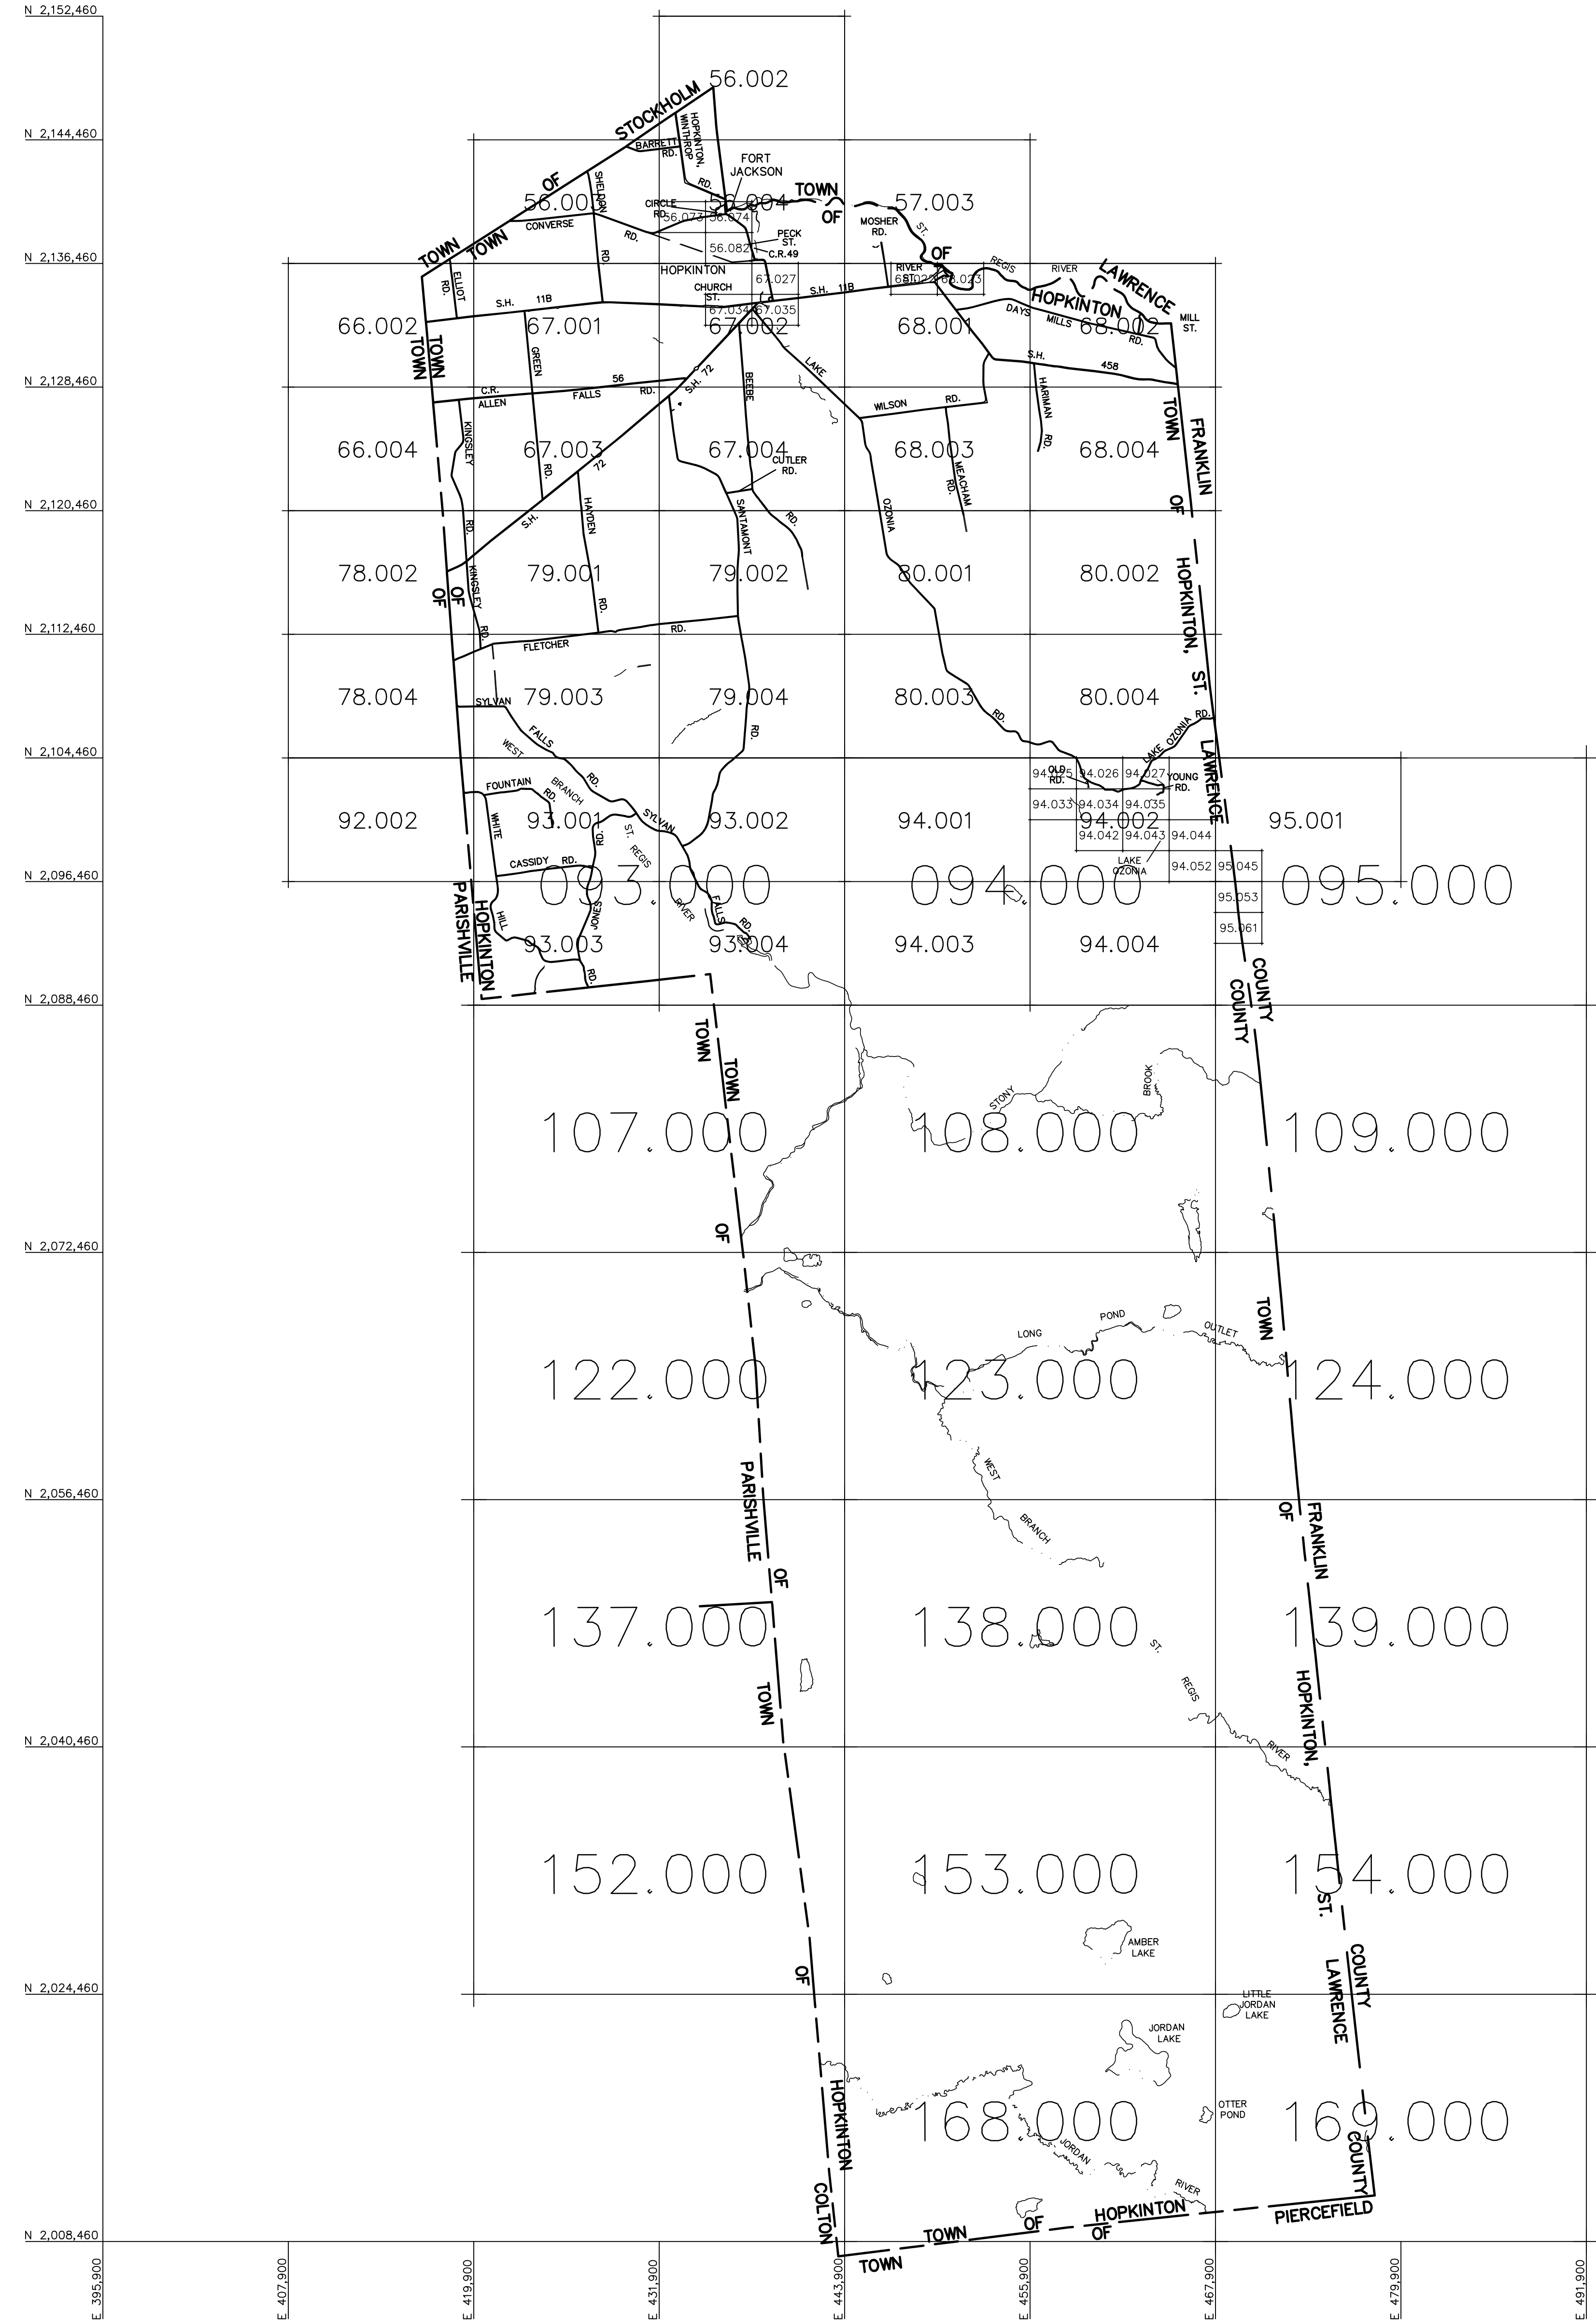 N 2,152,460
56.002
STOCKHOLM
N 2,144,460
HOPKINTON,
WINTHROP
BARRETT
RD.
FORT
JACKSON
OF
SHELDON
RD.
TOWN
56.003
56.004
57.003
CIRCLE
RD.
56.073
56.074
OF
MOSHER
RD.
ST.
CONVERSE
RD.
PECK
ST.
TOWN
TOWN
RD.
56.082
C.R.49
OF
N 2,136,460
HOPKINTON
REGIS
RIVER
LAWRENCE
ELLIOT
RD.
67.027
RIVER
ST.
68.022
68.023
CHURCH
ST.
S.H.
11B
S.H.
11B
HOPKINTON
67.034
67.035
DAYS
MILLS
RD.
MILL
ST.
66.002
67.001
67.002
68.001
68.002
TOWN
TOWN
GREEN
LAKE
S.H.
458
S.H.
72
N 2,128,460
C.R.
56
ALLEN
FALLS
RD.
BEEBE
HARIMAN
RD.
WILSON
RD.
TOWN
FRANKLIN
KINGSLEY
66.004
67.003
67.004
68.003
68.004
CUTLER
RD.
72
RD.
MEACHAM
RD.
OF
N 2,120,460
S.H.
HAYDEN
SANTAMONT
RD.
OZONIA
RD.
78.002
79.001
79.002
80.001
80.002
OF
OF
KINGSLEY
RD.
HOPKINTON,
N 2,112,460
RD.
FLETCHER
RD.
ST.
78.004
79.003
79.004
80.003
80.004
SYLVAN
FALLS
RD.
RD.
RD.
WEST
LAKE OZONIA
LAWRENCE
N 2,104,460
OLD
RD.
94.025
94.026
94.027
YOUNG
RD.
FOUNTAIN
RD.
BRANCH
RD.
94.033
94.034
94.035
92.002
WHITE
93.001
SYLVAN
93.002
94.001
94.002
95.001
RD.
ST.
REGIS
94.042
94.043
94.044
CASSIDY
RD.
LAKE
OZONIA
94.052
95.045
N 2,096,460
093.000
094.000
095.000
PARISHVILLE
HOPKINTON
HILL
JONES
RIVER
FALLS
RD.
95.053
95.061
93.003
93.004
94.003
94.004
RD.
COUNTY
COUNTY
N 2,088,460
TOWN
TOWN
STONY
BROOK
107.000
108.000
109.000
OF
N 2,072,460
TOWN
LONG
POND
OUTLET
122.000
123.000
124.000
PARISHVILLE
WEST
N 2,056,460
OF
FRANKLIN
BRANCH
OF
137.000
138.000
139.000
ST.
TOWN
REGIS
HOPKINTON,
N 2,040,460
RIVER
152.000
153.000
154.000
ST.
AMBER
LAKE
COUNTY
LAWRENCE
OF
N 2,024,460
LITTLE
JORDAN
LAKE
JORDAN
LAKE
HOPKINTON
OTTER
POND
168.000
169.000
JORDAN
COUNTY
RIVER
COLTON
HOPKINTON
PIERCEFIELD
OF
OF
TOWN
N 2,008,460
TOWN
E 395,900
E 407,900
E 419,900
E 431,900
E 443,900
E 455,900
E 467,900
E 479,900
E 491,900